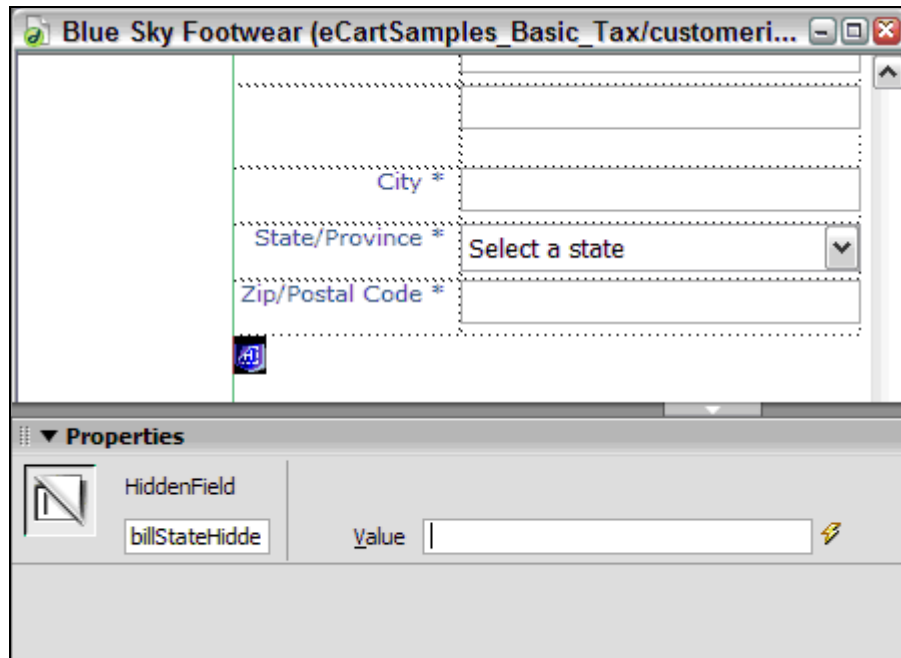 Blue Sky Footwear (eCartSamples_Basic_Tax/customeri...
City *
State/Province *
Select a state
Zip/Postal Code *
Properties
HiddenField
billStateHidde
Value